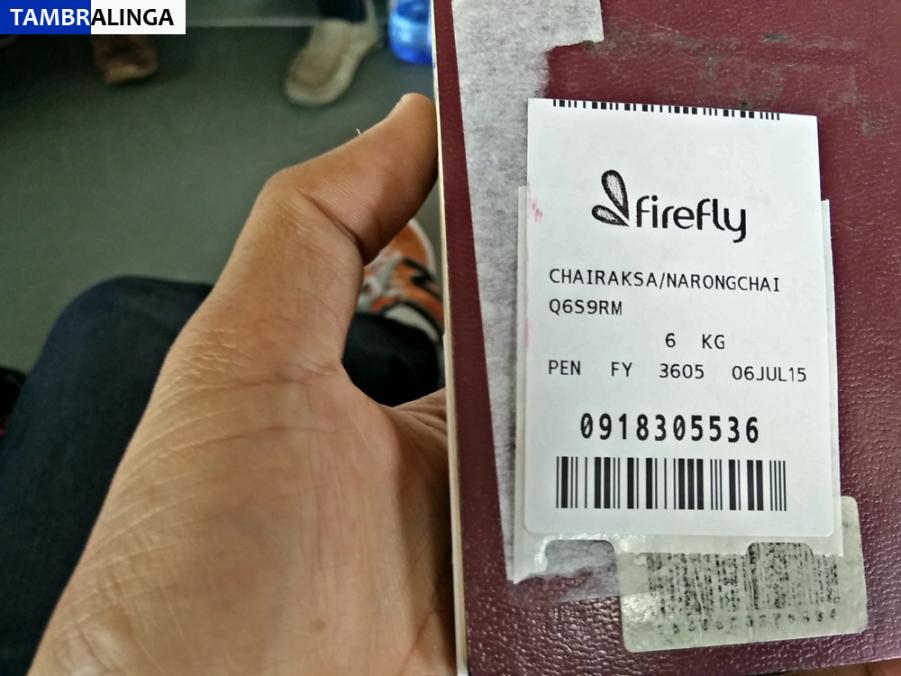 TAMBRALINGA
firefly
CHAIRAKSA/NARONGCHAI
Q6S9RM
6 KG
PEN FY 3605 06JUL15
0918305536